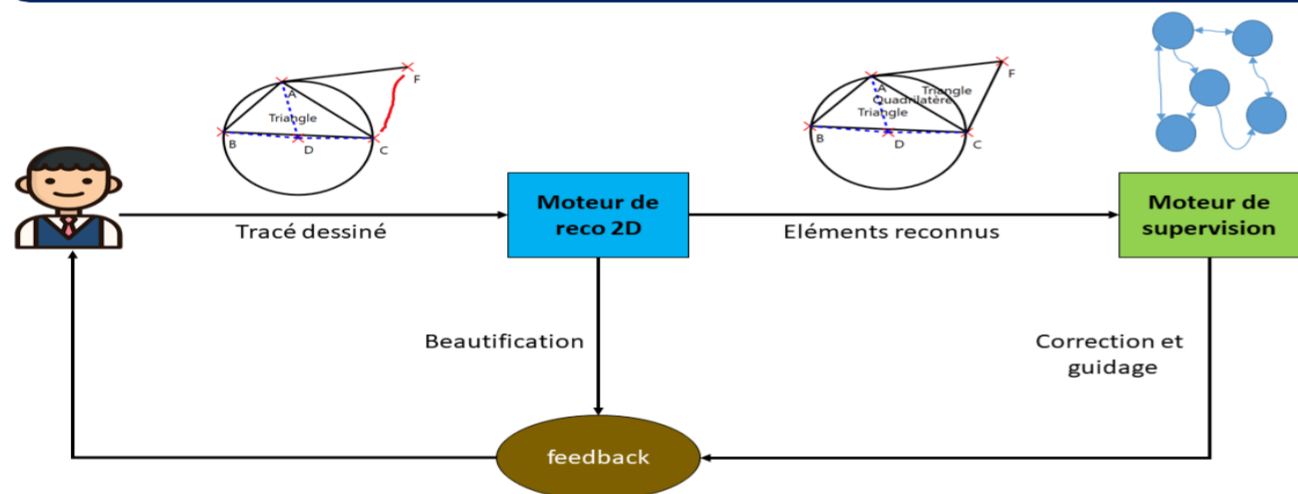 F
A
Triangle
B
D
C
F
A
Triangle
Quadrilatère
Triangle
B
D
C
Moteur de
reco 2D
Moteur de
supervision
Tracé dessiné
Eléments reconnus
Beautification
Correction et
guidage
feedback